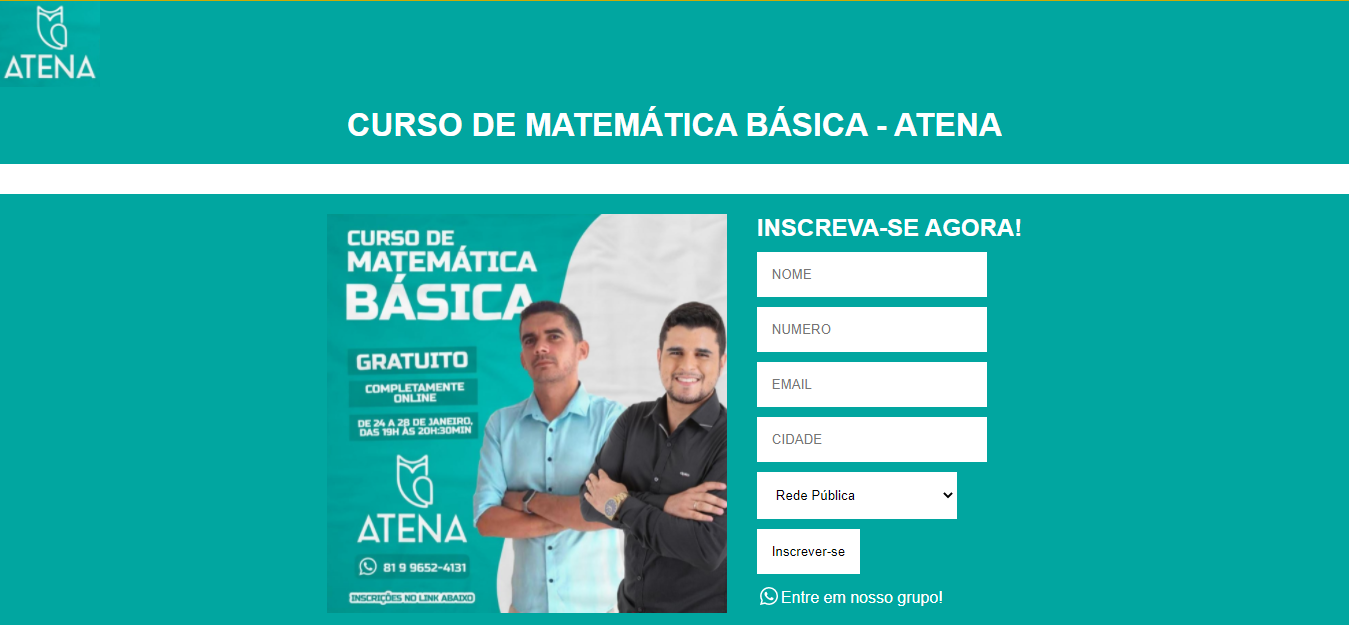 ATENA
CURSO DE MATEMÁTICA BÁSICA - ATENA
CURSO DE
MATEMÁTICA
BÁSICA
GRATUITO
COMPLETAMENTE
ONLINE
DE 24 A 28 DE JANEIRO,
DAS 19H ÀS 20H:30MIN
ATENA
81 9 9652-4131
INSCRIÇÕES NO LINK ABAIXO
INSCREVA-SE AGORA!
NOME
NUMERO
EMAIL
CIDADE
Rede Pública
Inscrever-se
Entre em nosso grupo!